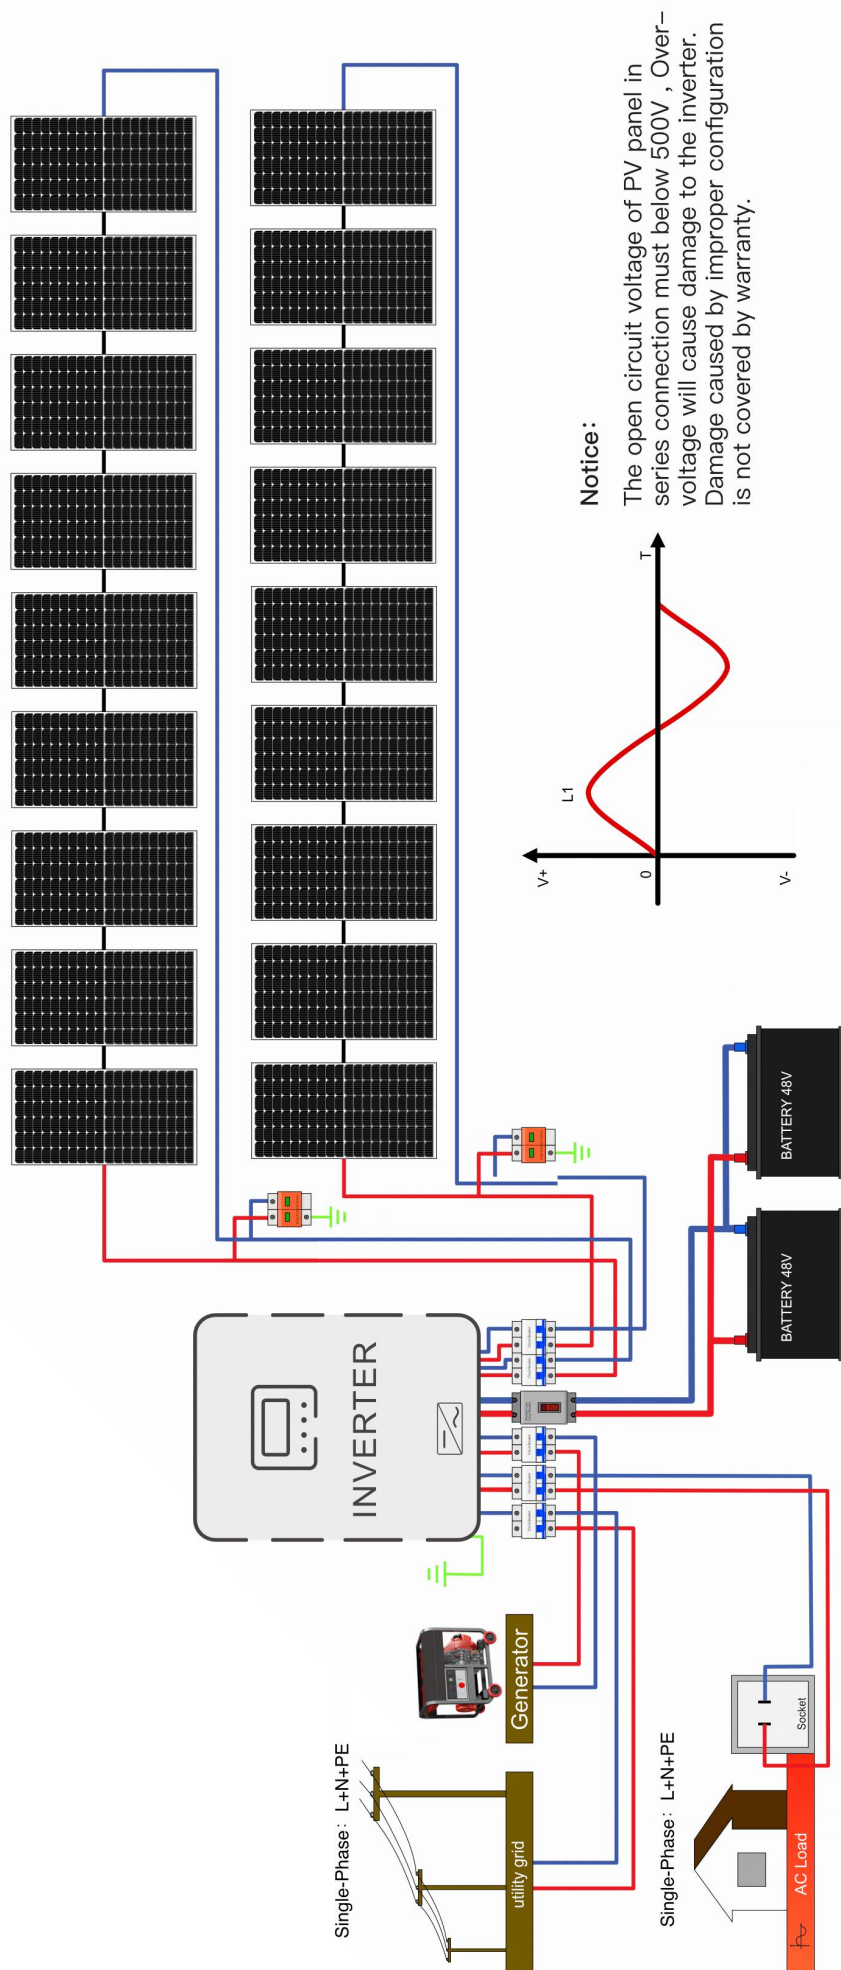 Notice:
The open circuit voltage of PV panel in
series connection must below 500V , Over-
voltage will cause damage to the inverter.
Damage caused by improper configuration
is not covered by warranty.
INVERTER
V+
L1
0
T
V-
Single-Phase: L+N+PE
utility grid
Generator
Single-Phase: L+N+PE
AC Load
Socket
BATTERY 48V
BATTERY 48V